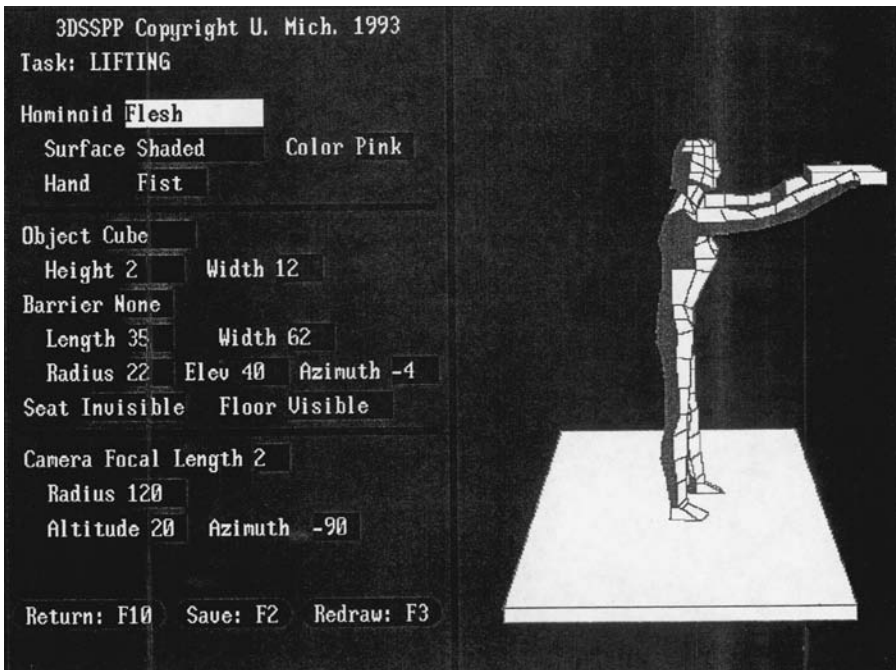 3DSSPP Copyright U. Mich. 1993
Task: LIFTING
Hominoid Flesh
Surface Shaded Color Pink
Hand Fist
Object Cube
Height 2 Width 12
Barrier None
Length 35 Width 62
Radius 22 Elev 40 Azimuth -4
Seat Invisible Floor Visible
Camera Focal Length 2
Radius 120
Altitude 20 Azimuth -90
Return: F10 Save: F2 Redraw: F3